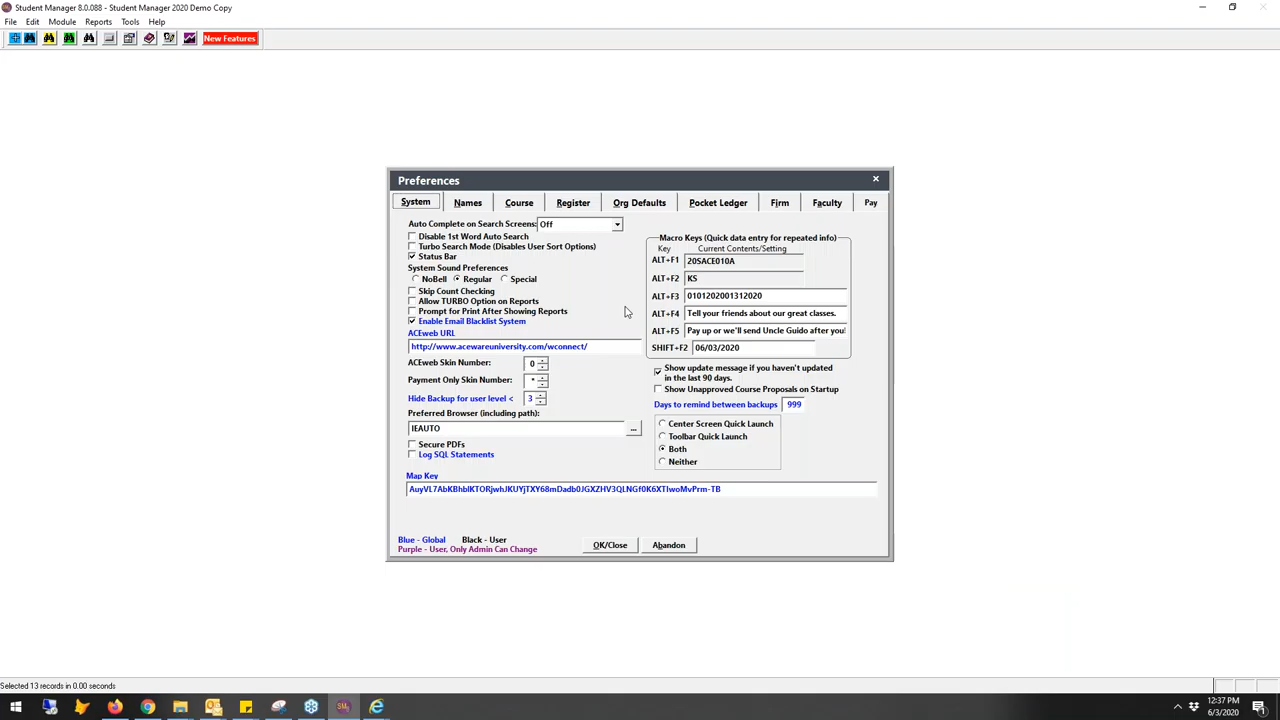 Student Manager 8.0.088 - Student Manager 2020 Demo Copy
File Edit Module Reports Tools Help
New Features
Preferences
System Names Course Register Org Defaults Pocket Ledger Firm Faculty Pay
Auto Complete on Search Screens: Off
Disable 1st Word Auto Search
Turbo Search Mode (Disables User Sort Options)
Status Bar
System Sound Preferences
NoBell Regular Special
Skip Count Checking
Allow TURBO Option on Reports
Prompt for Print After Showing Reports
Enable Email Blacklist System
ACEweb URL
http://www.acewareuniversity.com/wconnect/
ACEweb Skin Number: 0
Payment Only Skin Number: *
Hide Backup for user level < 3
Preferred Browser (including path):
IEAUTO ...
Secure PDFs
Log SQL Statements
Macro Keys (Quick data entry for repeated info)
Key Current Contents/Setting
ALT+F1 20SACE010A
ALT+F2 KS
ALT+F3 0101202001312020
ALT+F4 Tell your friends about our great classes.
ALT+F5 Pay up or we'll send Uncle Guido after you!
SHIFT+F2 06/03/2020
Show update message if you haven't updated
in the last 90 days.
Show Unapproved Course Proposals on Startup
Days to remind between backups 999
Center Screen Quick Launch
Toolbar Quick Launch
Both
Neither
Map Key
AuyVL7AbKBhbIKTORjwhJKUYjTXY68mDadb0JGXZHV3QLNGf0K6XTIwoMvPrm-TB
Blue - Global Black - User
Purple - User, Only Admin Can Change
OK/Close Abandon
Selected 13 records in 0.00 seconds
12:37 PM
6/3/2020